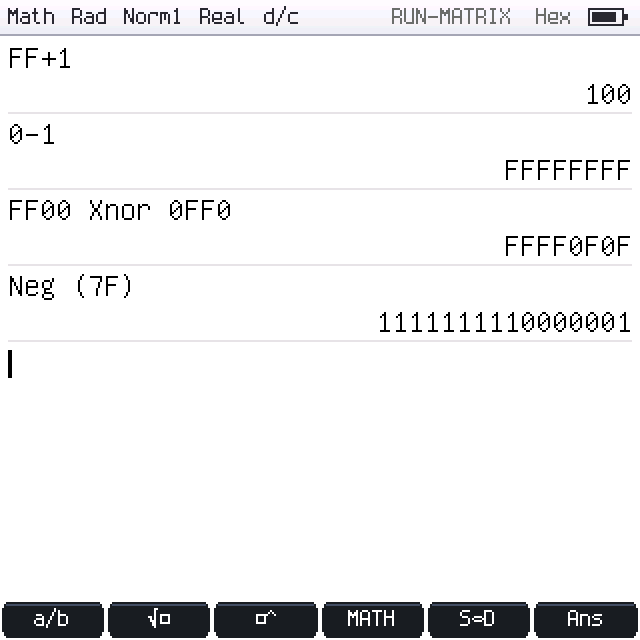 Math Rad Norm1 Real d/c RUN-MATRIX Hex
FF+1
100
0-1
FFFFFFFF
FF00 Xnor 0FF0
FFFF0F0F
Neg (7F)
1111111110000001
a/b √□ □^ MATH S=D Ans